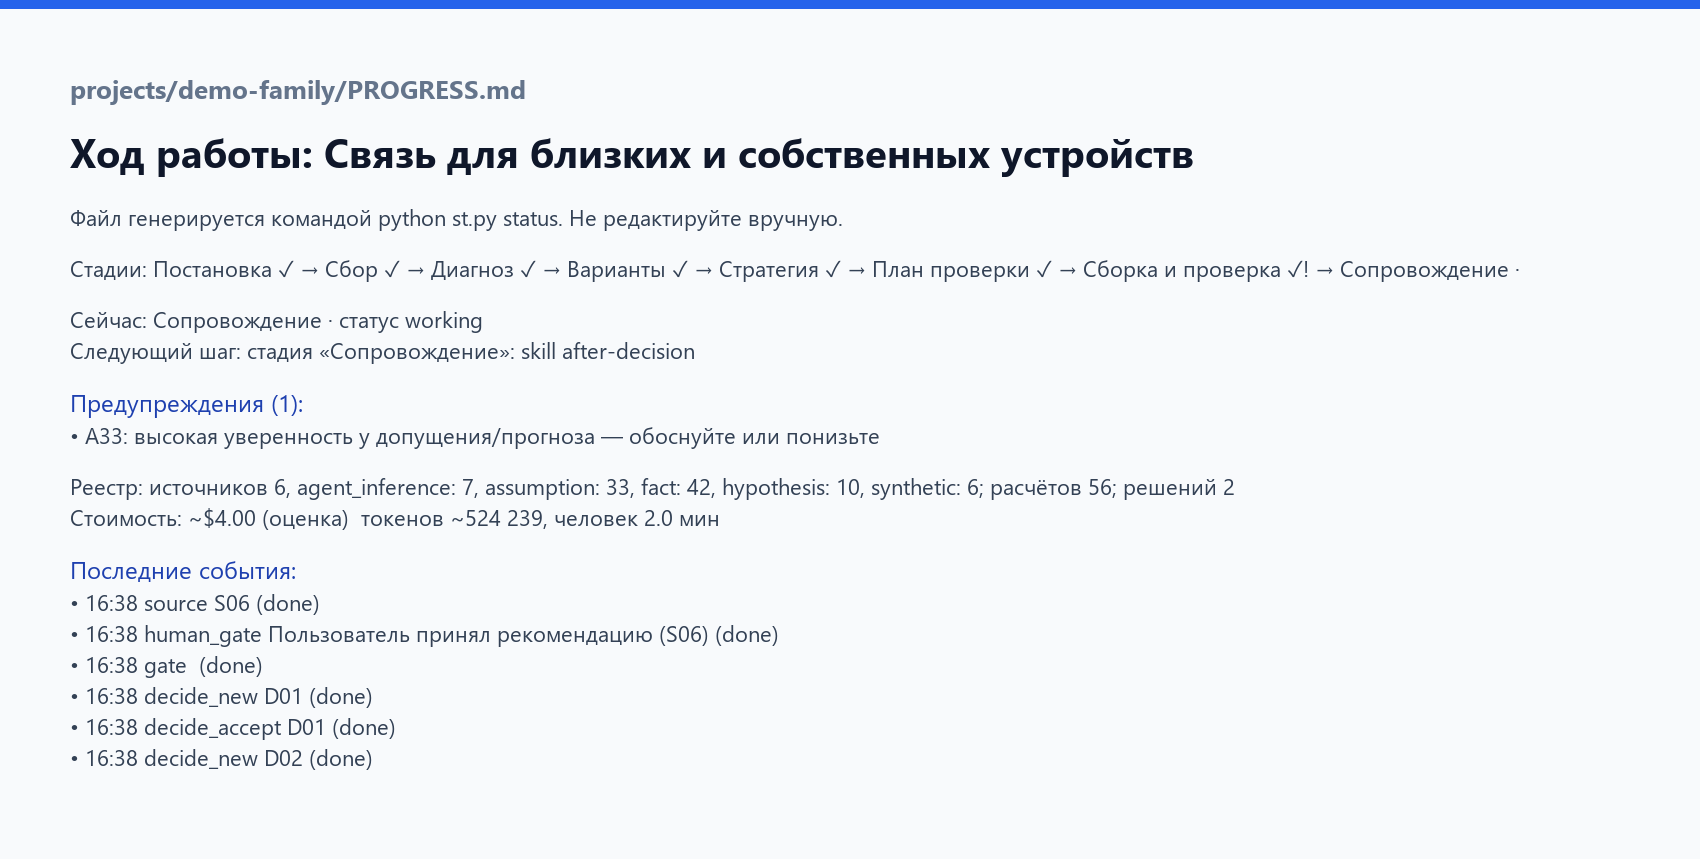 projects/demo-family/PROGRESS.md
Ход работы: Связь для близких и собственных устройств
Файл генерируется командой python st.py status. Не редактируйте вручную.
Стадии: Постановка ✓ → Сбор ✓ → Диагноз ✓ → Варианты ✓ → Стратегия ✓ → План проверки ✓ → Сборка и проверка ✓! → Сопровождение ·
Сейчас: Сопровождение · статус working
Следующий шаг: стадия «Сопровождение»: skill after-decision
Предупреждения (1):
• A33: высокая уверенность у допущения/прогноза — обоснуйте или понизьте
Реестр: источников 6, agent_inference: 7, assumption: 33, fact: 42, hypothesis: 10, synthetic: 6; расчётов 56; решений 2
Стоимость: ~$4.00 (оценка)  токенов ~524 239, человек 2.0 мин
Последние события:
• 16:38 source S06 (done)
• 16:38 human_gate Пользователь принял рекомендацию (S06) (done)
• 16:38 gate  (done)
• 16:38 decide_new D01 (done)
• 16:38 decide_accept D01 (done)
• 16:38 decide_new D02 (done)